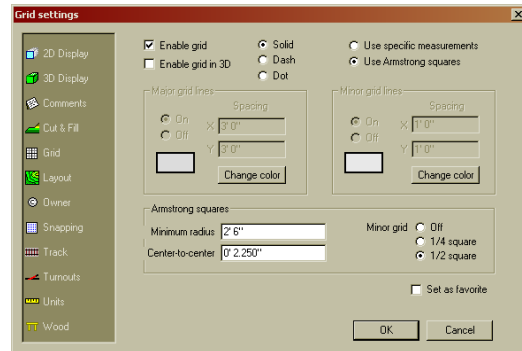 Grid settings
2D Display
3D Display
Comments
Cut & Fill
Grid
Layout
Owner
Snapping
Track
Turnouts
Units
Wood
Enable grid
Enable grid in 3D
Solid
Dash
Dot
Use specific measurements
Use Armstrong squares
Major grid lines
Spacing
On
Off
X 3' 0"
Y 3' 0"
Change color
Minor grid lines
Spacing
On
Off
X 1' 0"
Y 1' 0"
Change color
Armstrong squares
Minimum radius 2' 6"
Center-to-center 0' 2.250"
Minor grid
Off
1/4 square
1/2 square
Set as favorite
OK
Cancel